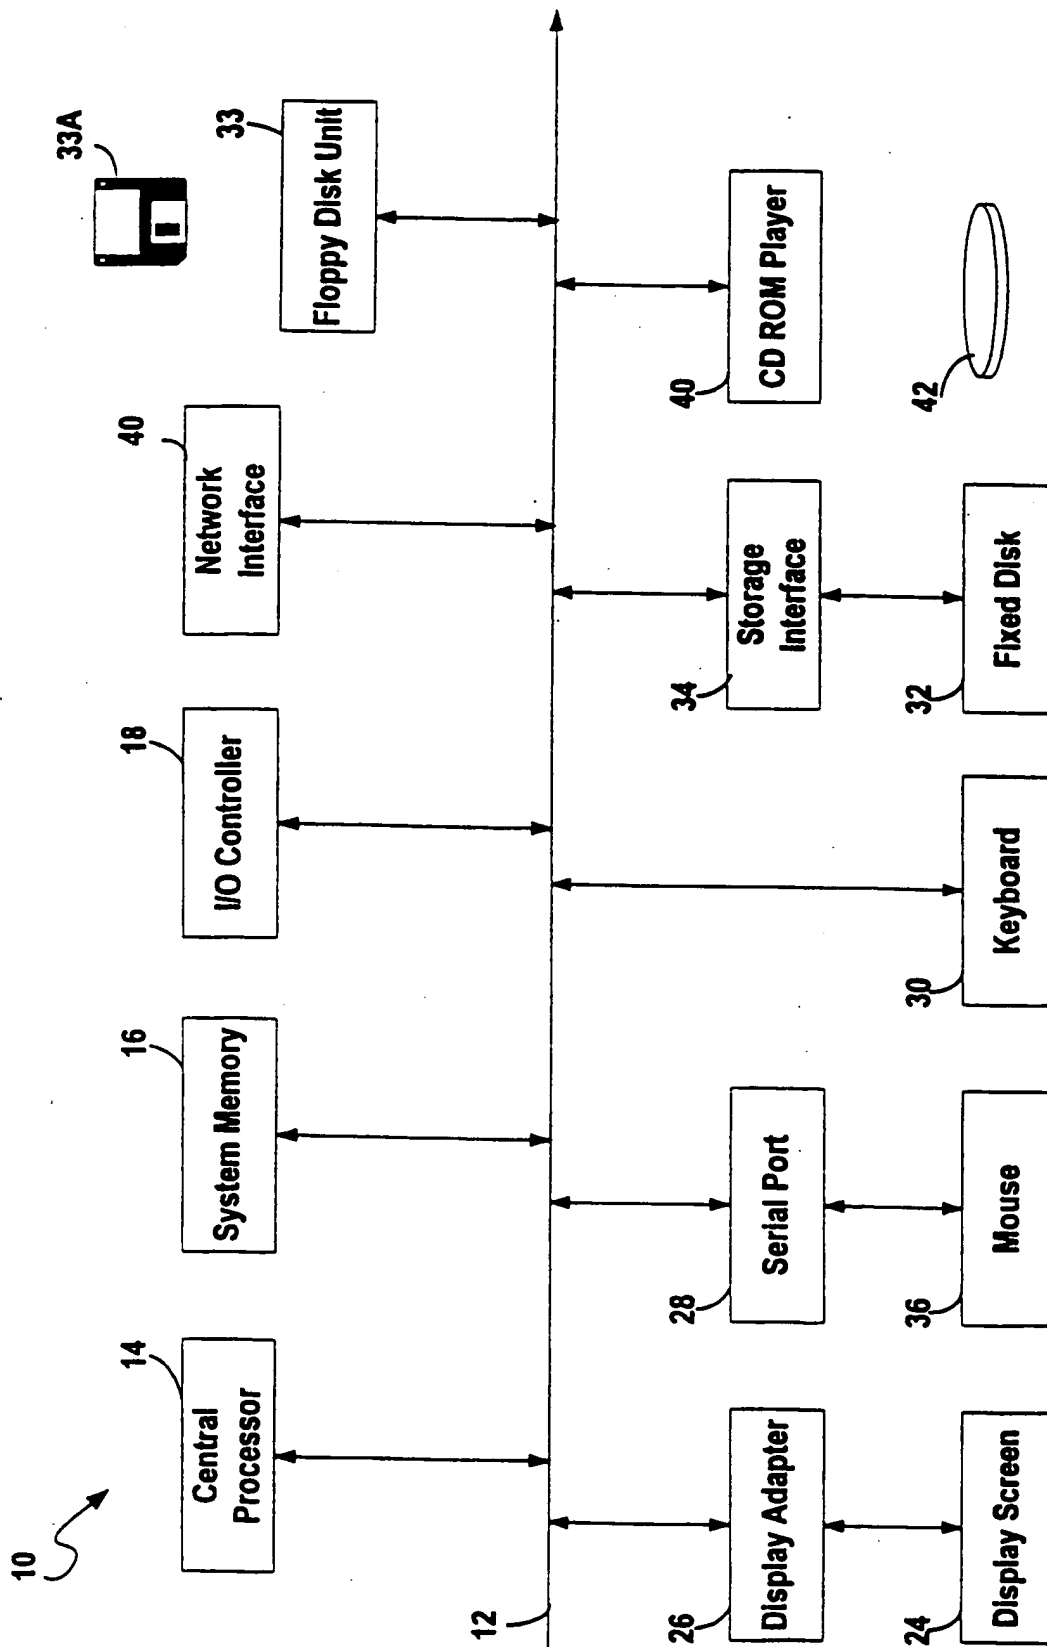 10
33A
14
16
18
40
33
Central
Processor
System Memory
I/O Controller
Network
Interface
Floppy Disk Unit
12
26
28
34
40
Display Adapter
Serial Port
Storage
Interface
CD ROM Player
24
36
30
32
42
Display Screen
Mouse
Keyboard
Fixed Disk